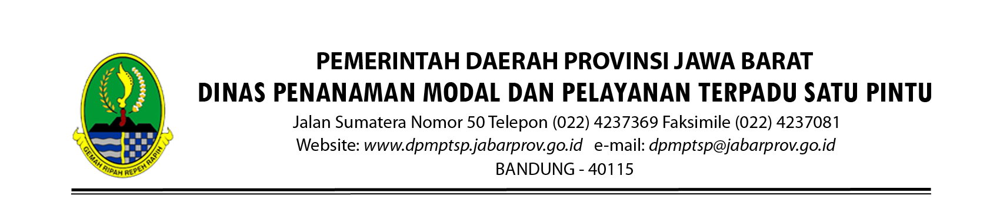 PEMERINTAH DAERAH PROVINSI JAWA BARAT
DINAS PENANAMAN MODAL DAN PELAYANAN TERPADU SATU PINTU
Jalan Sumatera Nomor 50 Telepon (022) 4237369 Faksimile (022) 4237081
Website: www.dpmptsp.jabarprov.go.id e-mail: dpmptsp@jabarprov.go.id
BANDUNG - 40115
GEMAH RIPAH REPEH RAPIH